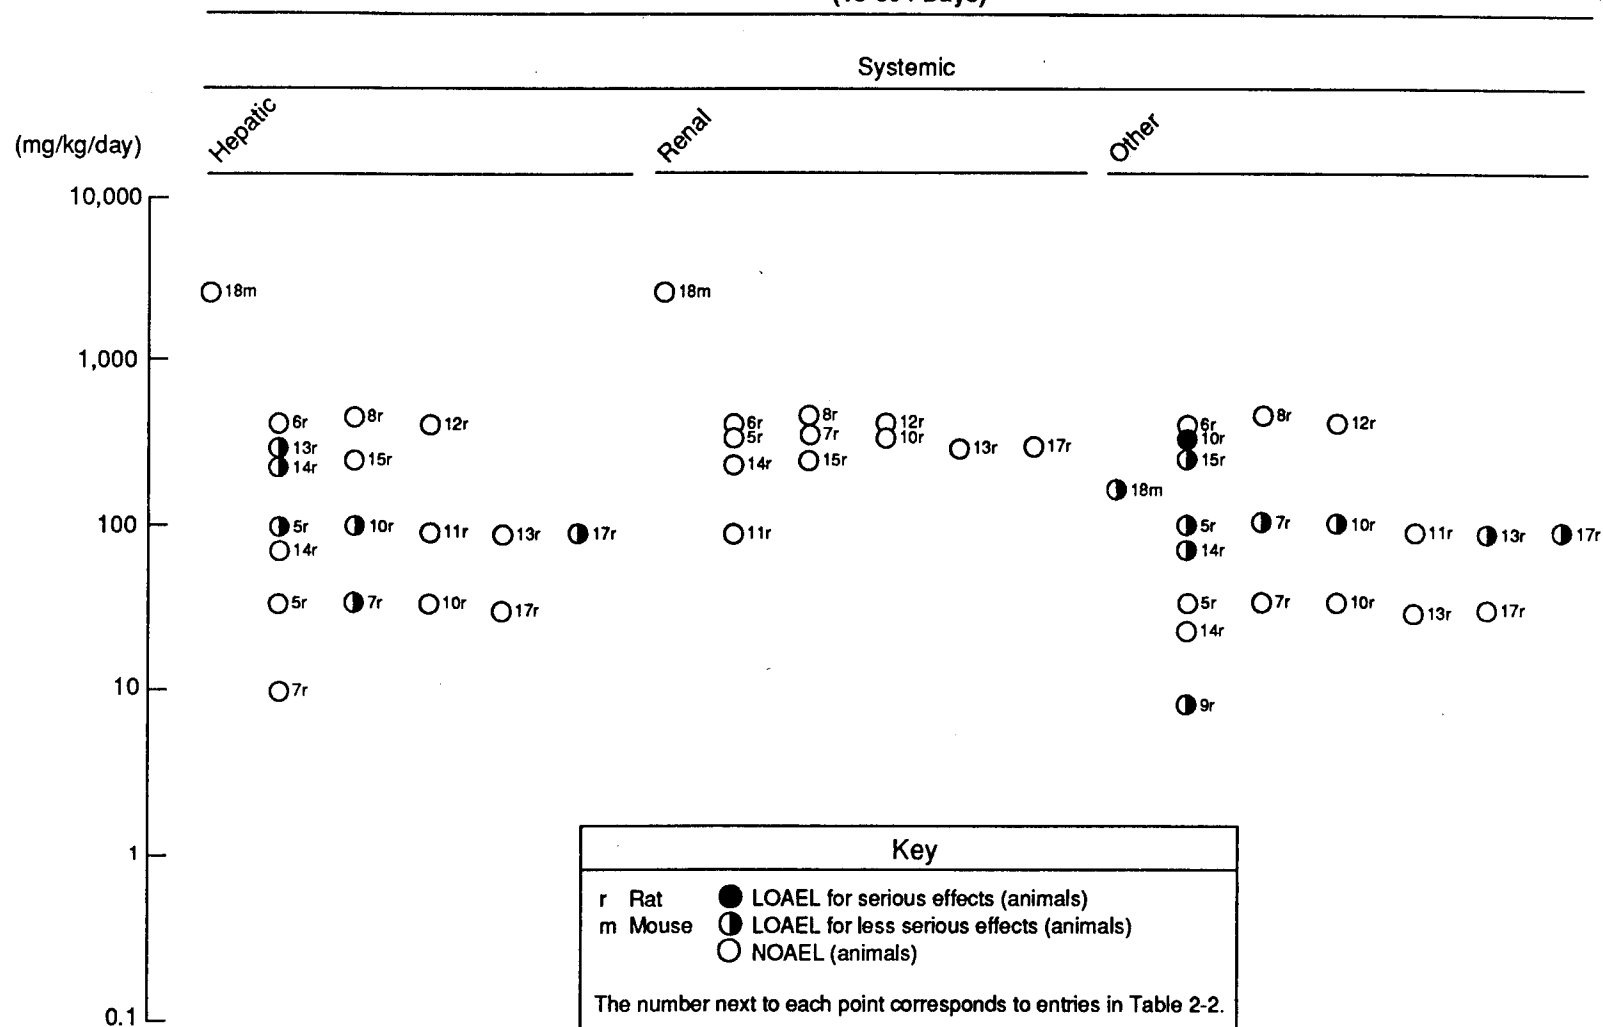 Systemic
Hepatic Renal Other
(mg/kg/day)
10,000
18m 18m
1,000
6r 8r 12r 6r 8r 12r 6r 8r 12r
5r 7r 10r 10r
13r 13r 17r
14r 15r 14r 15r 15r
18m
100
5r 10r 11r 13r 17r 11r 5r 7r 10r 11r 13r 17r
14r 14r
5r 7r 10r 17r 5r 7r 10r 13r 17r
14r
10
7r 9r
1
Key
r Rat LOAEL for serious effects (animals)
m Mouse LOAEL for less serious effects (animals)
NOAEL (animals)
The number next to each point corresponds to entries in Table 2-2.
0.1